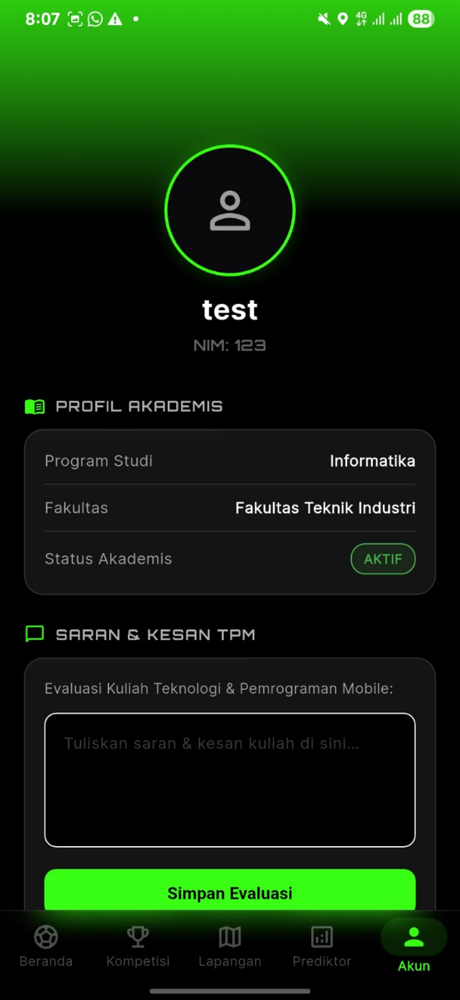 8:07
4G
88
test
NIM: 123
PROFIL AKADEMIS
Program Studi Informatika
Fakultas Fakultas Teknik Industri
Status Akademis AKTIF
SARAN & KESAN TPM
Evaluasi Kuliah Teknologi & Pemrograman Mobile:
Tuliskan saran & kesan kuliah di sini...
Simpan Evaluasi
Beranda Kompetisi Lapangan Prediktor Akun